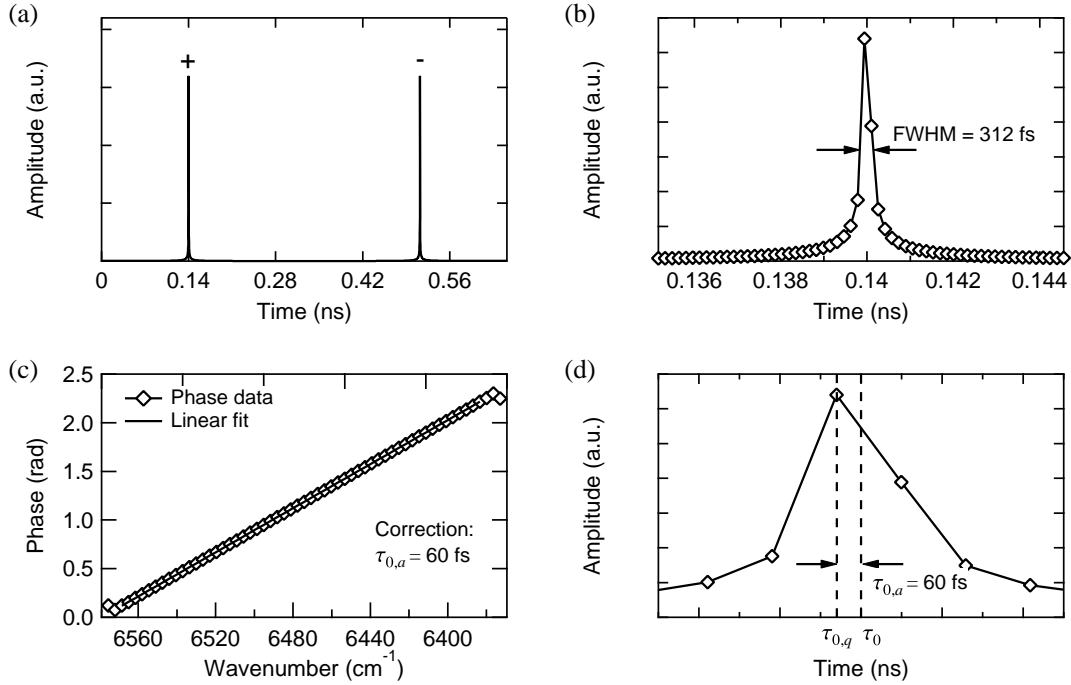 (a)
Amplitude (a.u.)
+
-
0 0.14 0.28 0.42 0.56
Time (ns)
(b)
Amplitude (a.u.)
FWHM = 312 fs
0.136 0.138 0.14 0.142 0.144
Time (ns)
(c)
Phase (rad)
2.5
2.0
1.5
1.0
0.5
0.0
Phase data
Linear fit
Correction:
τ0,a = 60 fs
6560 6520 6480 6440 6400
Wavenumber (cm-1)
(d)
Amplitude (a.u.)
τ0,a = 60 fs
τ0,q τ0
Time (ns)